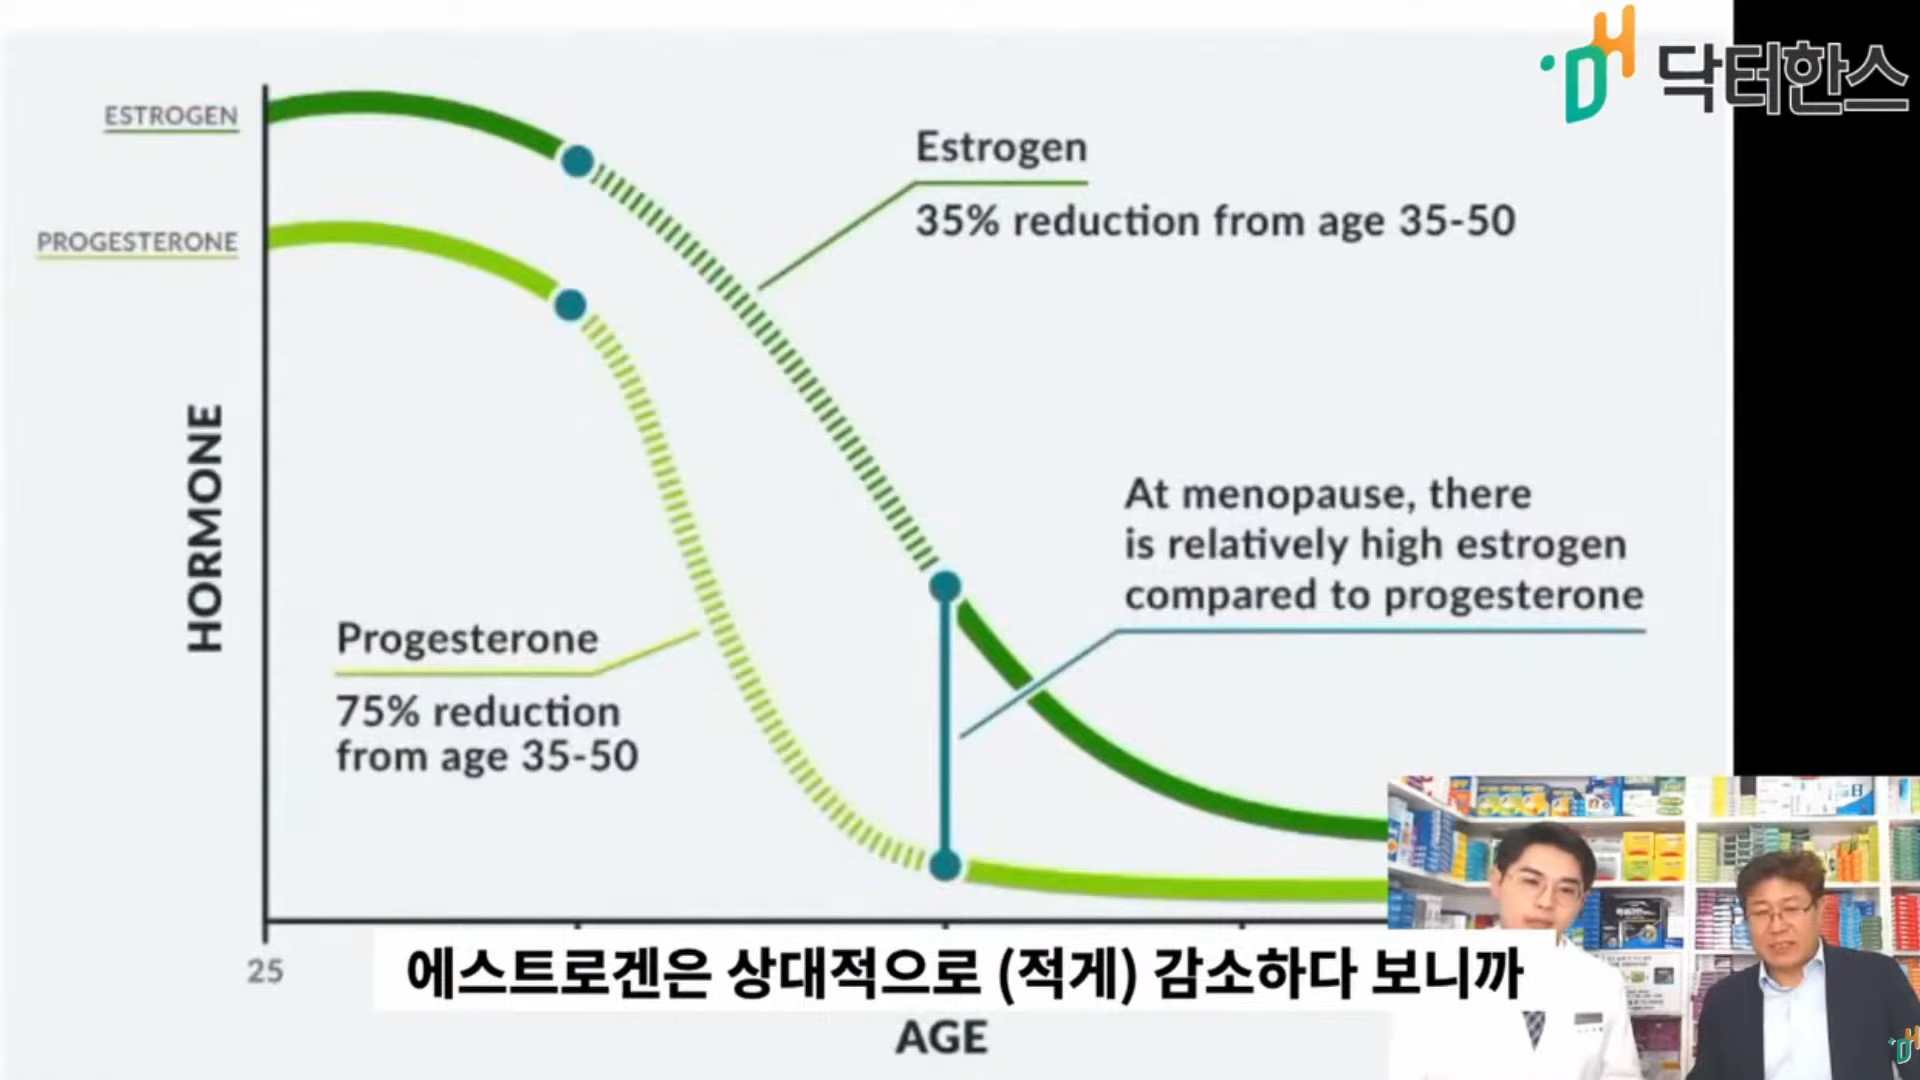 닥터한스
ESTROGEN
Estrogen
35% reduction from age 35-50
PROGESTERONE
HORMONE
At menopause, there
is relatively high estrogen
compared to progesterone
Progesterone
75% reduction
from age 35-50
25
에스트로겐은 상대적으로 (적게) 감소하다 보니까
AGE